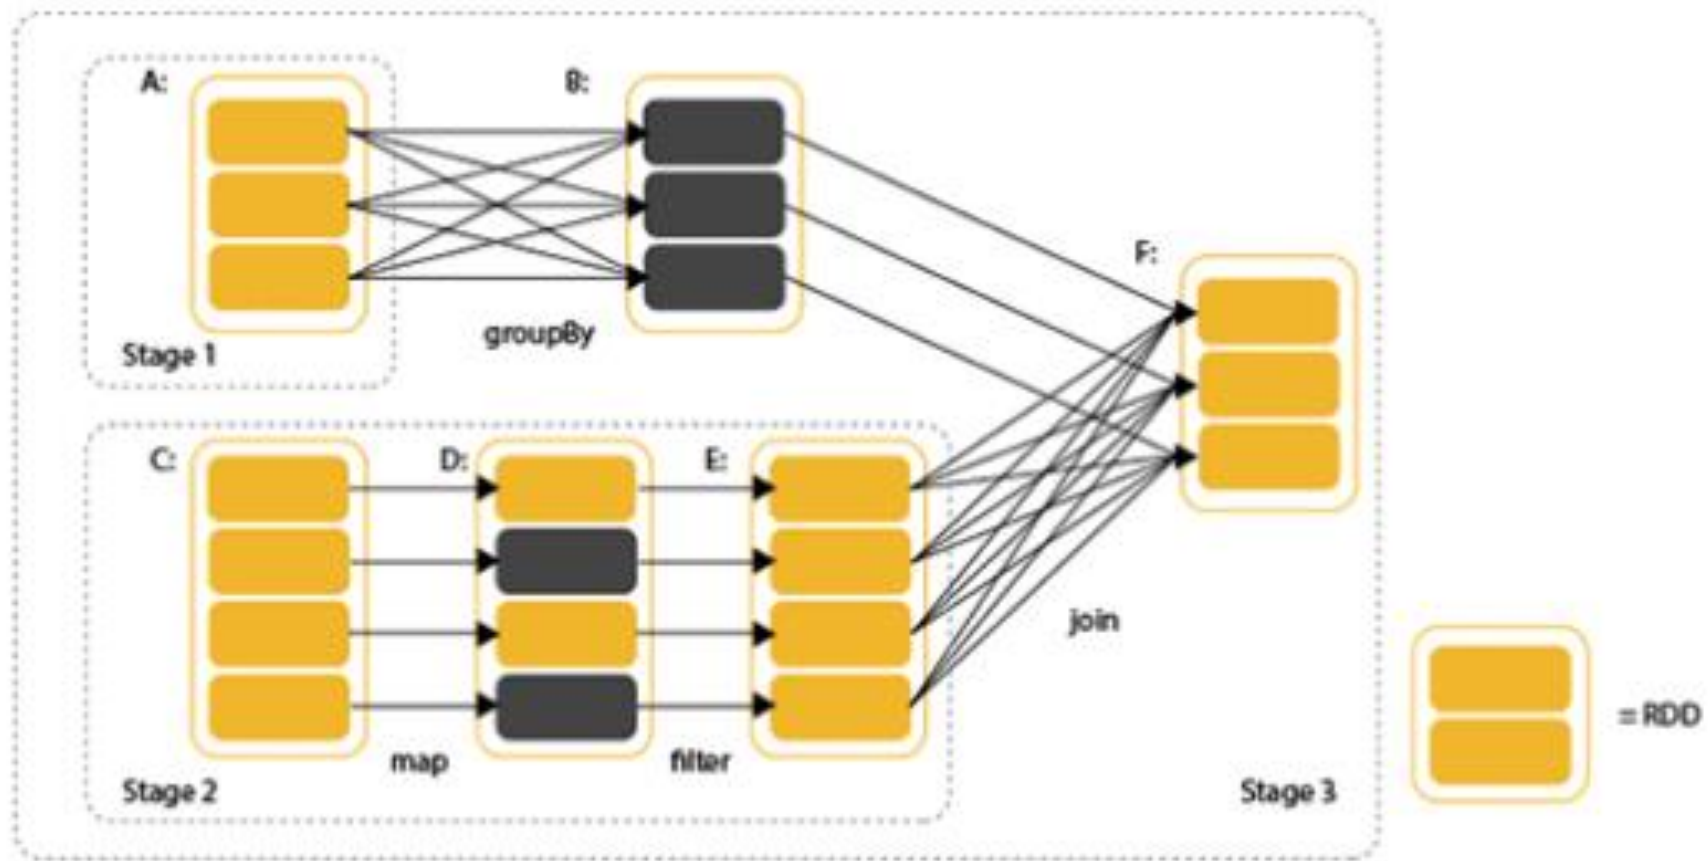 A:
B:
groupBy
Stage 1
F:
C:
D:
E:
join
map
filter
Stage 2
Stage 3
= RDD